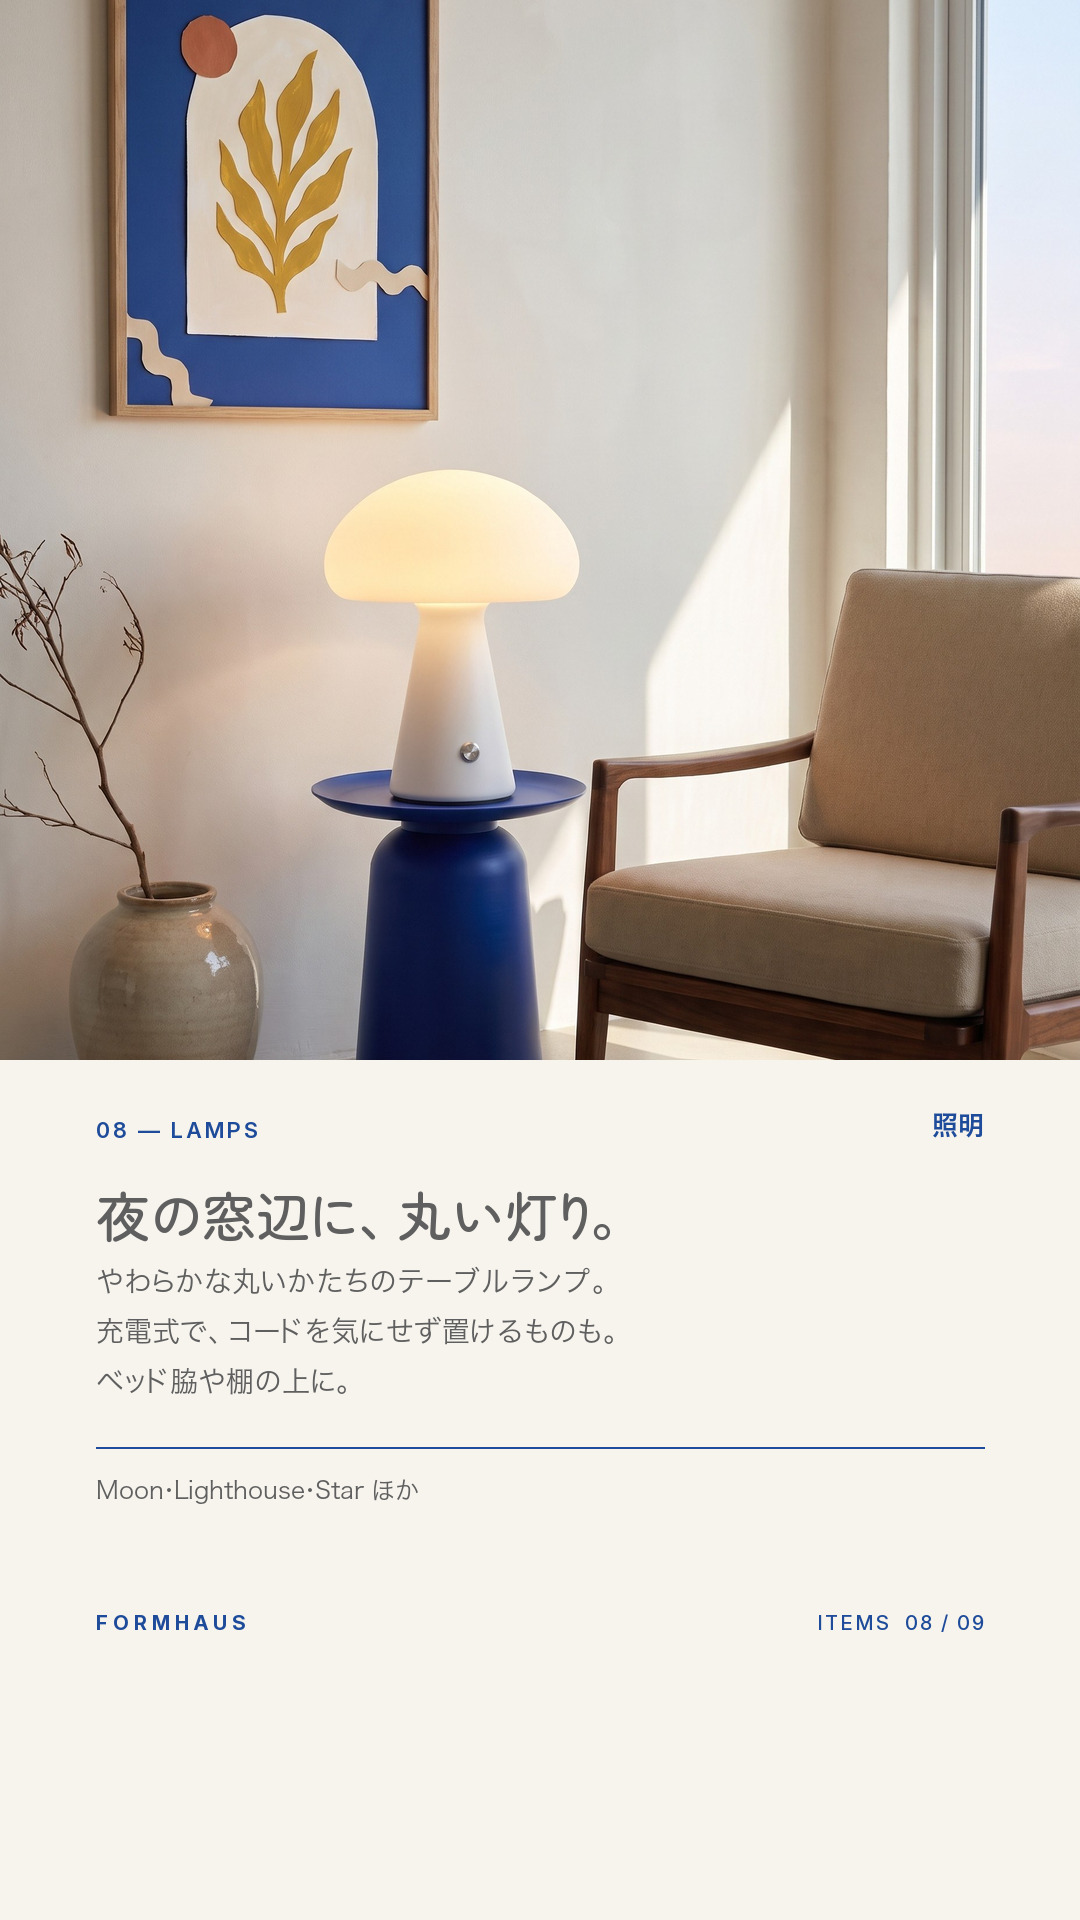 08 — LAMPS
照明
夜の窓辺に、丸い灯り。
やわらかな丸いかたちのテーブルランプ。
充電式で、コードを気にせず置けるものも。
ベッド脇や棚の上に。
Moon·Lighthouse·Star ほか
FORMHAUS
ITEMS 08 / 09